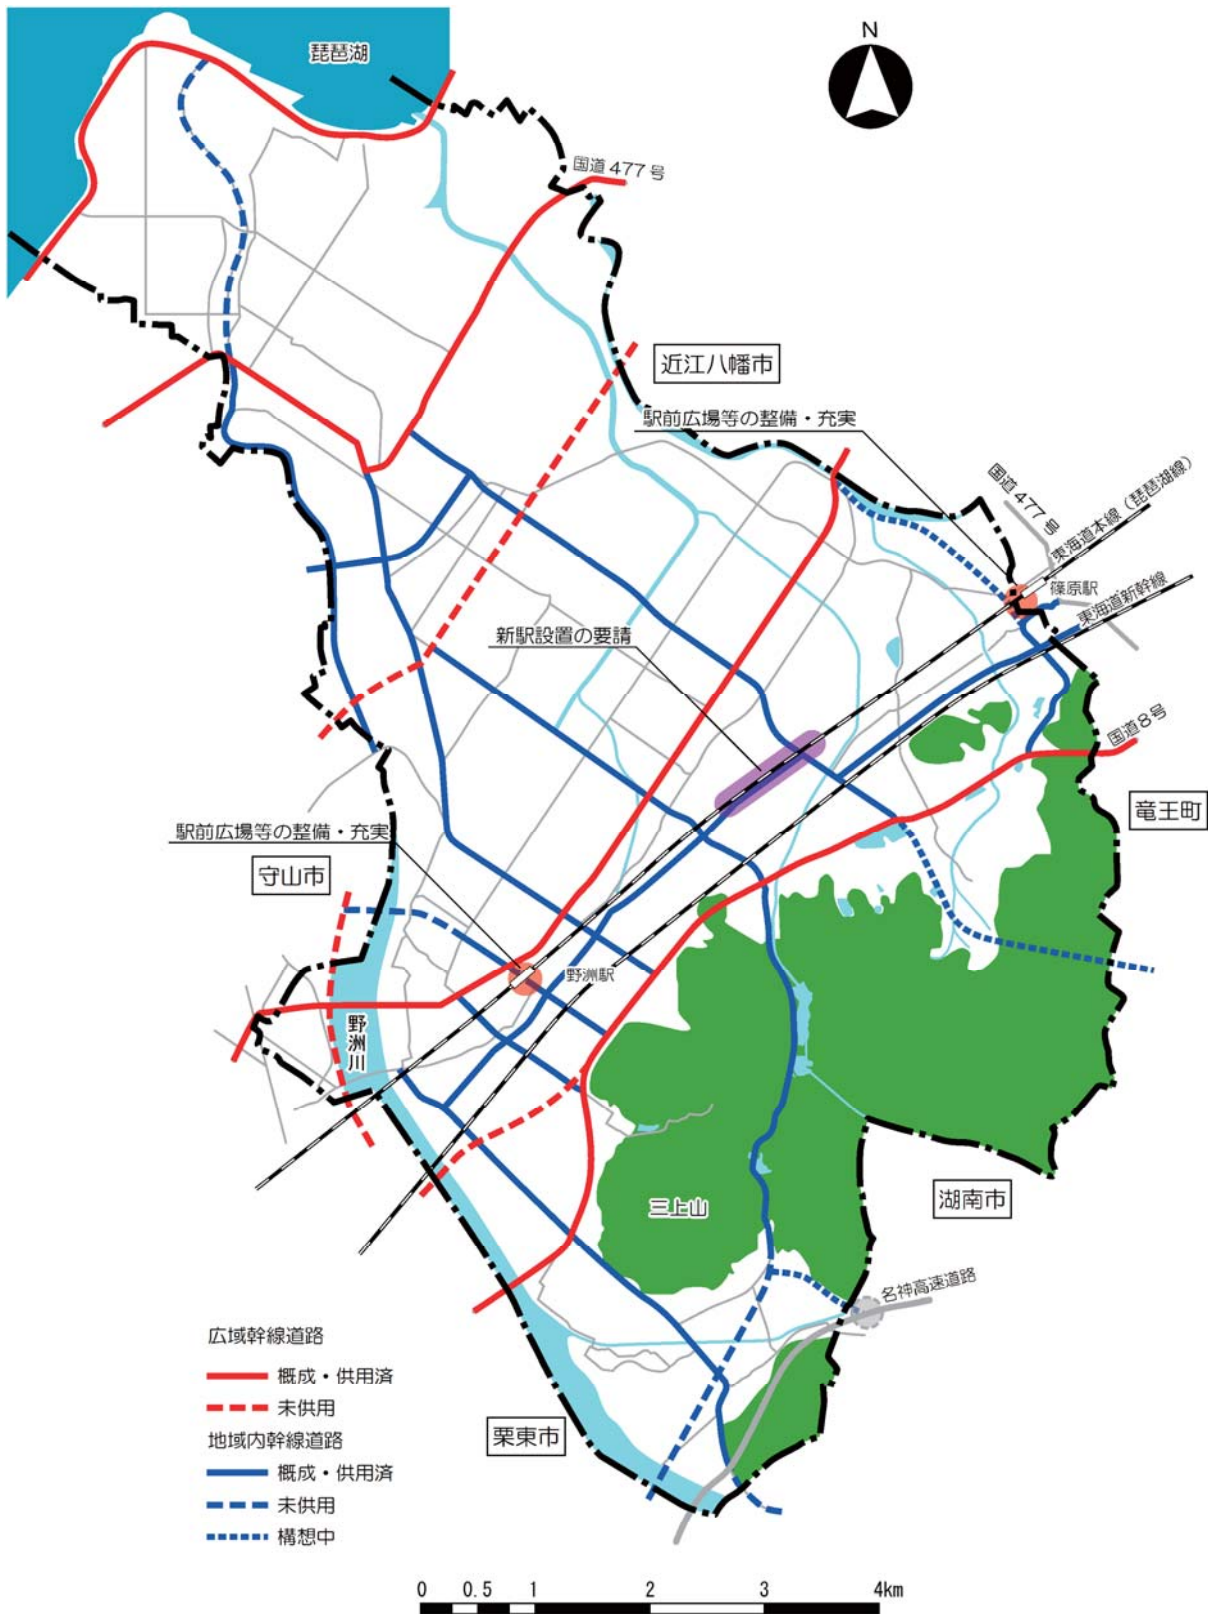 N
琵琶湖
国道 477 号
近江八幡市
駅前広場等の整備・充実
国道 477 号
東海道本線（琵琶湖線）
篠原駅
東海道新幹線
新駅設置の要請
国道8号
竜王町
駅前広場等の整備・充実
守山市
野洲駅
野洲川
三上山
湖南市
名神高速道路
栗東市
広域幹線道路
概成・供用済
未供用
地域内幹線道路
概成・供用済
未供用
構想中
0 0.5 1 2 3 4km